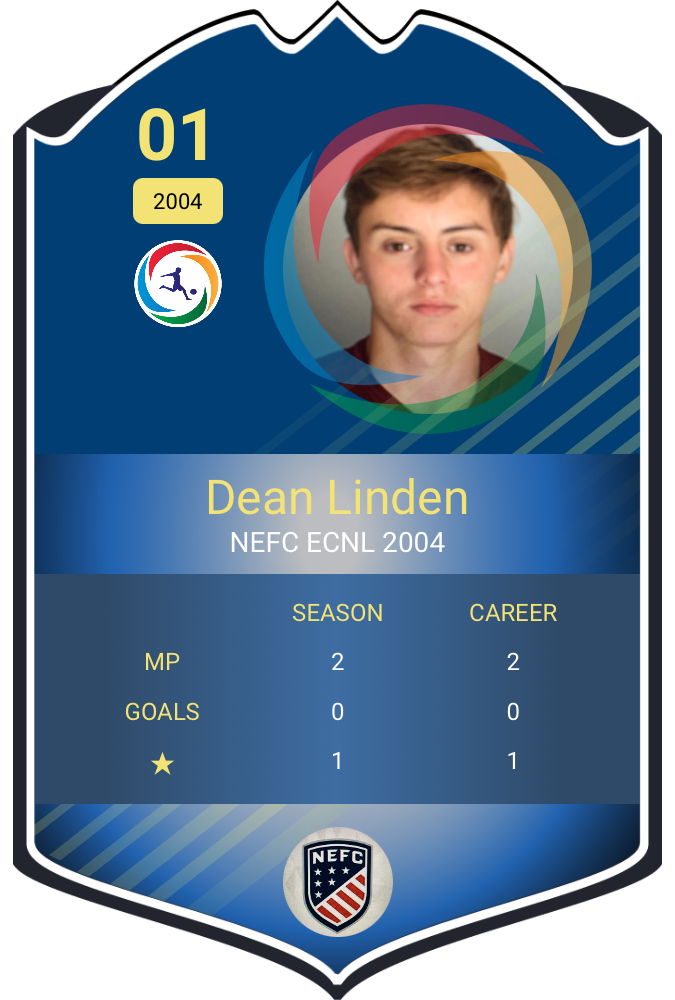 01
2004
Dean Linden
NEFC ECNL 2004
SEASON CAREER
MP 2 2
GOALS 0 0
★ 1 1
NEFC